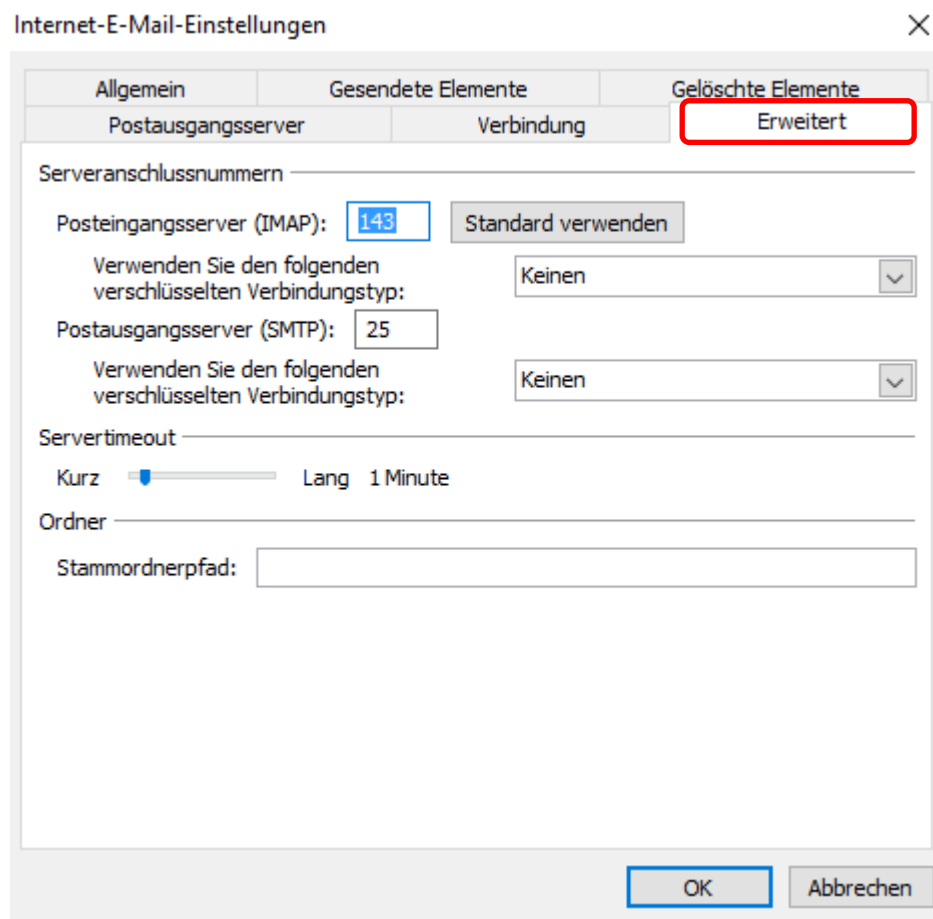 Internet-E-Mail-Einstellungen
Allgemein Gesendete Elemente Gelöschte Elemente
Postausgangsserver Verbindung Erweitert
Serveranschlussnummern
Posteingangsserver (IMAP): 143 Standard verwenden
Verwenden Sie den folgenden
verschlüsselten Verbindungstyp: Keinen
Postausgangsserver (SMTP): 25
Verwenden Sie den folgenden
verschlüsselten Verbindungstyp: Keinen
Servertimeout
Kurz Lang 1 Minute
Ordner
Stammordnerpfad:
OK Abbrechen